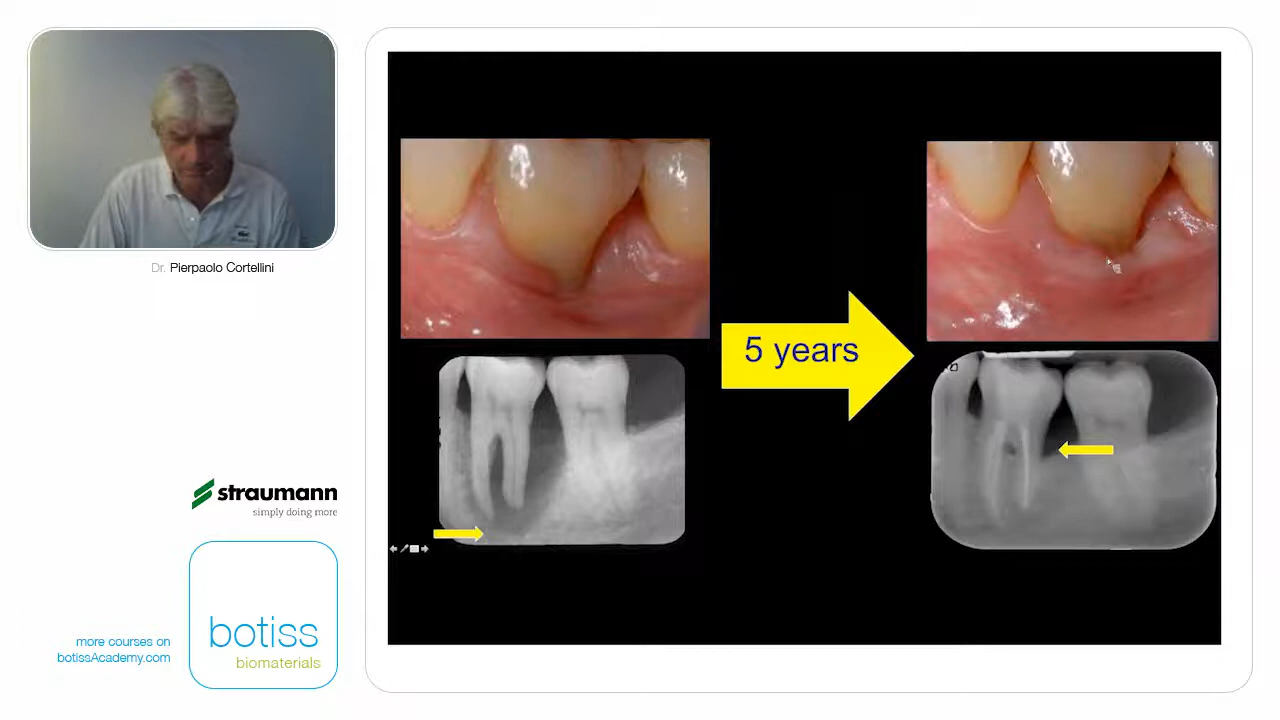 Dr. Pierpaolo Cortellini
5 years
straumann
simply doing more
botiss
biomaterials
more courses on
botissAcademy.com